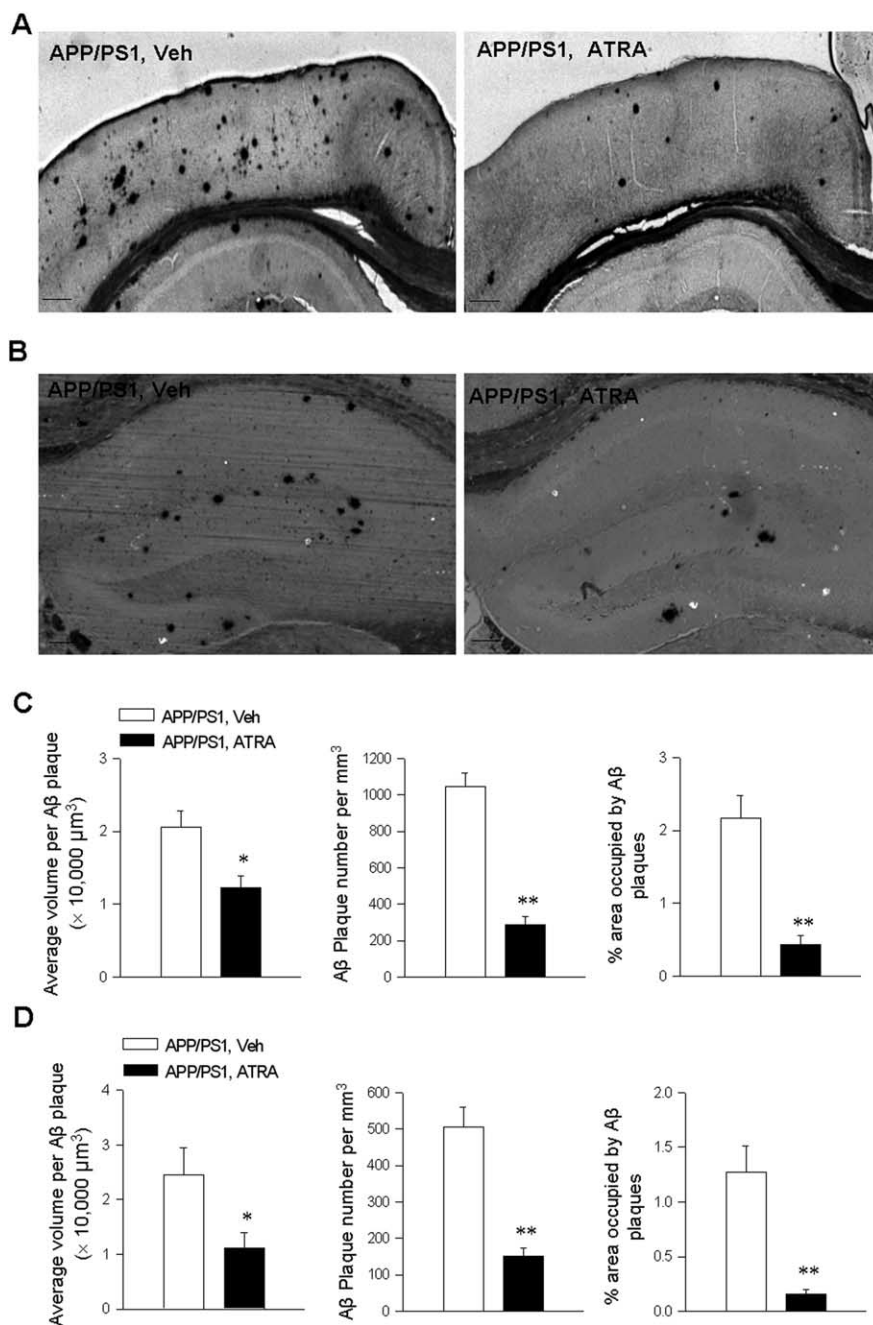 A
APP/PS1, Veh
APP/PS1, ATRA
B
APP/PS1, Veh
APP/PS1, ATRA
C
APP/PS1, Veh
APP/PS1, ATRA
Average volume per Aβ plaque
(× 10,000 μm³)
3
2
1
0
*
Aβ Plaque number per mm³
1200
1000
800
600
400
200
0
**
% area occupied by Aβ
plaques
3
2
1
0
**
D
APP/PS1, Veh
APP/PS1, ATRA
Average volume per Aβ plaque
(× 10,000 μm³)
4
3
2
1
0
*
Aβ Plaque number per mm³
600
500
400
300
200
100
0
**
% area occupied by Aβ
plaques
2.0
1.5
1.0
0.5
0.0
**